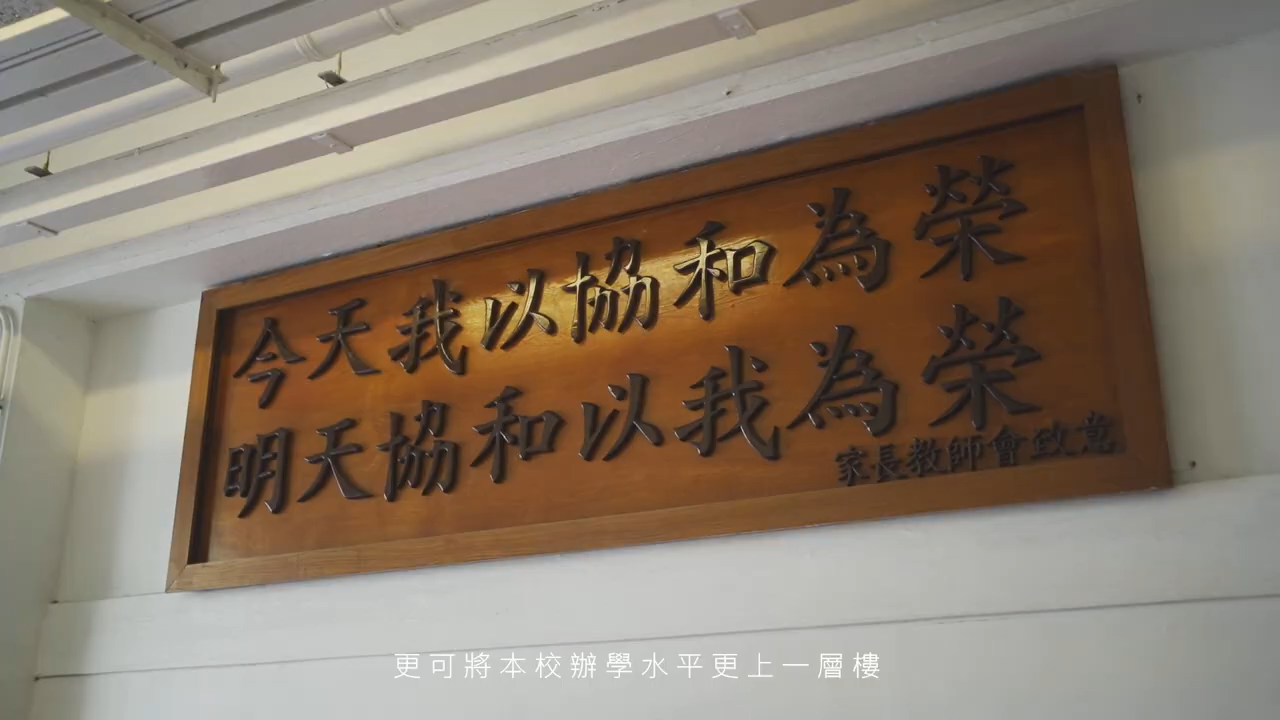 今天我以協和為榮
明天協和以我為榮
家長教師會致意
更可將本校辦學水平更上一層樓